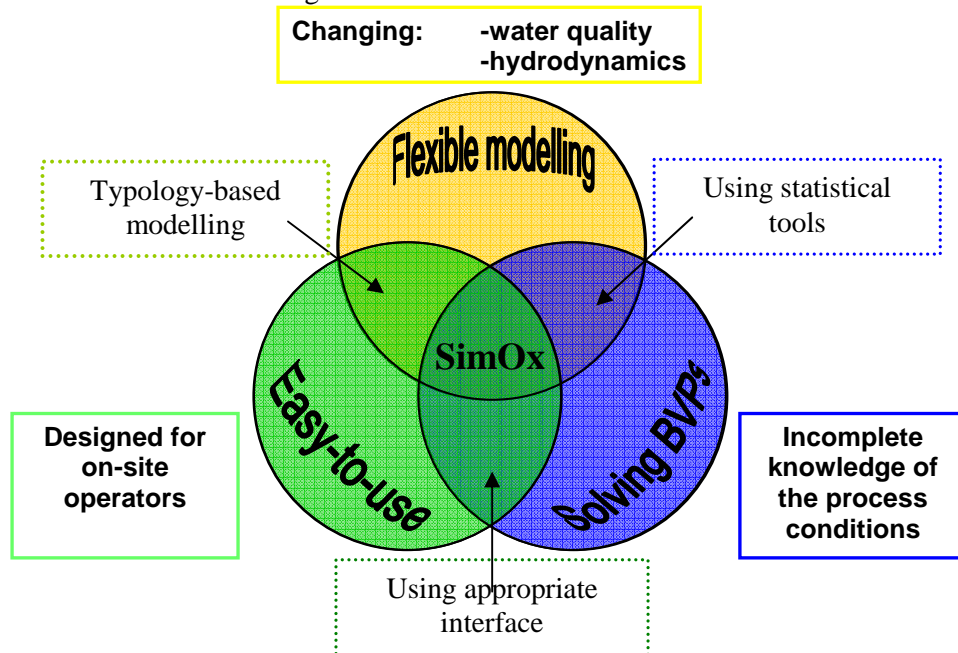 Changing: -water quality
-hydrodynamics
Flexible modelling
Typology-based
modelling
Using statistical
tools
SimOx
Easy-to-use
Solving BVPs
Designed for
on-site
operators
Incomplete
knowledge of
the process
conditions
Using appropriate
interface